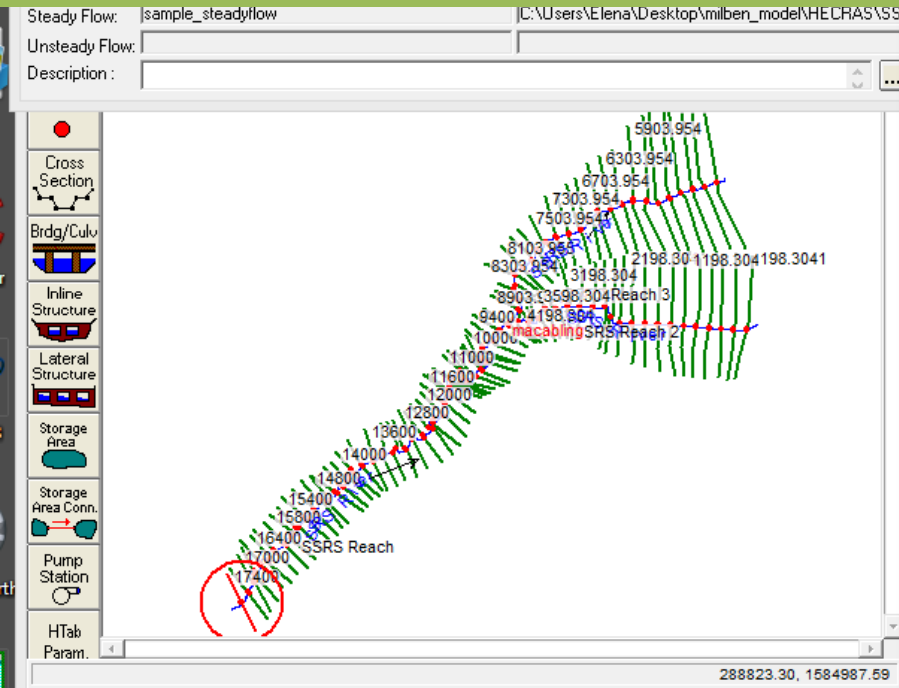 Steady Flow: sample_steadyflow C:\Users\Elena\Desktop\milben_model\HECRAS\SS
Unsteady Flow:
Description : ...
Cross Section
Brdg/Culv
Inline Structure
Lateral Structure
Storage Area
Storage Area Conn.
Pump Station
HTab Param.
5903.954
6303.954
6703.954
7303.954
7503.954
8103.955
8303.954
2198.30 1198.304 198.3041
3198.304
3598.304 Reach 3
4198.304
macabling SRS Reach 2
10000
11000
11600
12000
12800
13600
14000
14800
15400
15800
16400
SSRS Reach
17000
17400
288823.30, 1584987.59